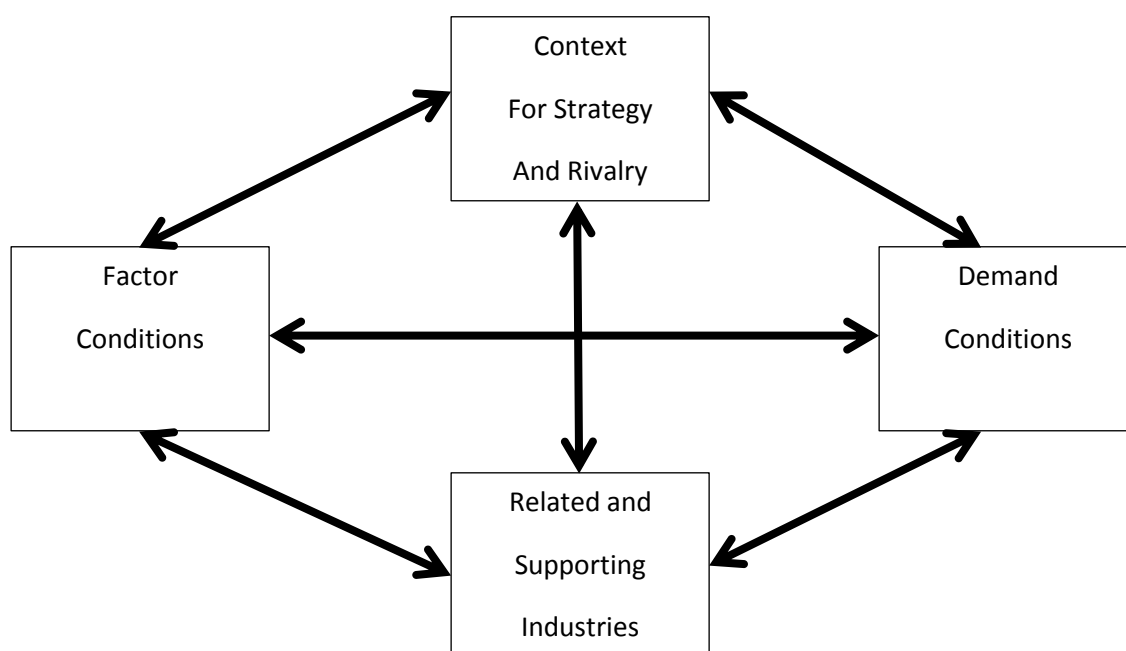 Context
For Strategy
And Rivalry
Factor
Conditions
Demand
Conditions
Related and
Supporting
Industries